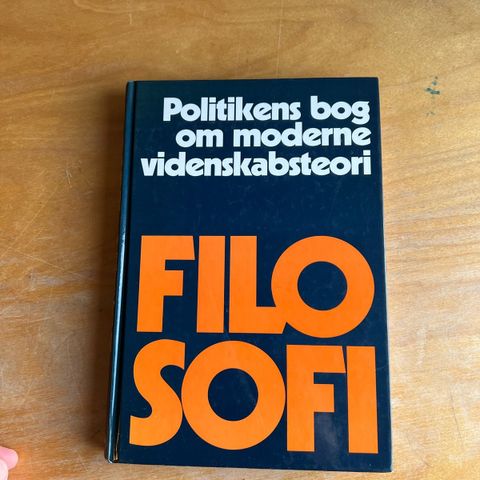 Politikens bog
om moderne
videnskabsteori
FILO
SOFI